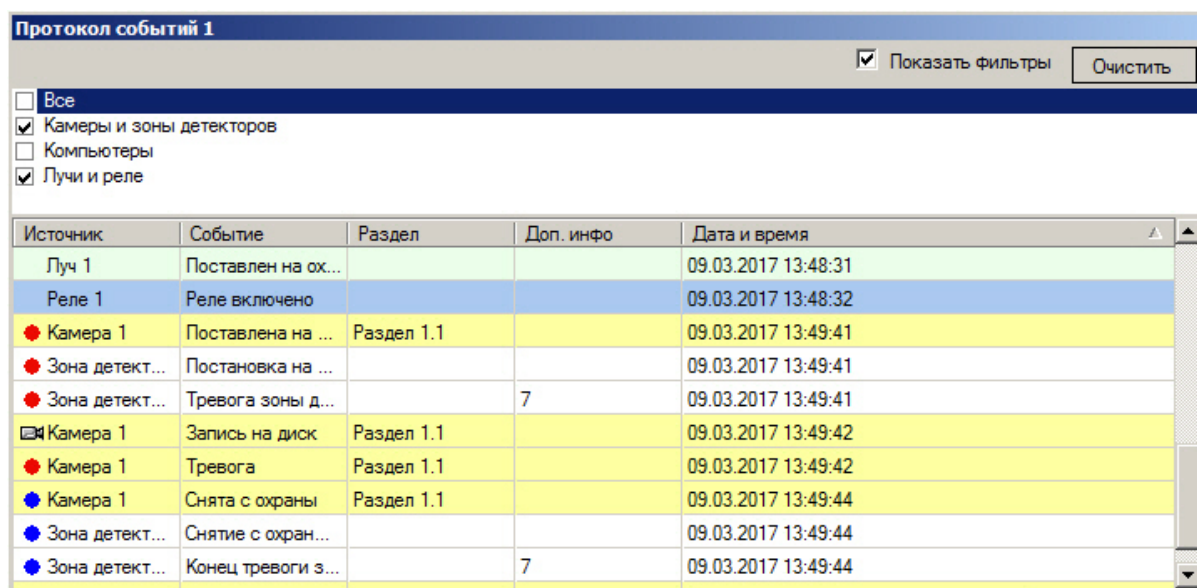 Протокол событий 1
Показать фильтры Очистить
Все
Камеры и зоны детекторов
Компьютеры
Лучи и реле
Источник Событие Раздел Доп. инфо Дата и время
Луч 1 Поставлен на ох... 09.03.2017 13:48:31
Реле 1 Реле включено 09.03.2017 13:48:32
Камера 1 Поставлена на ... Раздел 1.1 09.03.2017 13:49:41
Зона детект... Постановка на ... 09.03.2017 13:49:41
Зона детект... Тревога зоны д... 7 09.03.2017 13:49:41
Камера 1 Запись на диск Раздел 1.1 09.03.2017 13:49:42
Камера 1 Тревога Раздел 1.1 09.03.2017 13:49:42
Камера 1 Снята с охраны Раздел 1.1 09.03.2017 13:49:44
Зона детект... Снятие с охран... 09.03.2017 13:49:44
Зона детект... Конец тревоги з... 7 09.03.2017 13:49:44